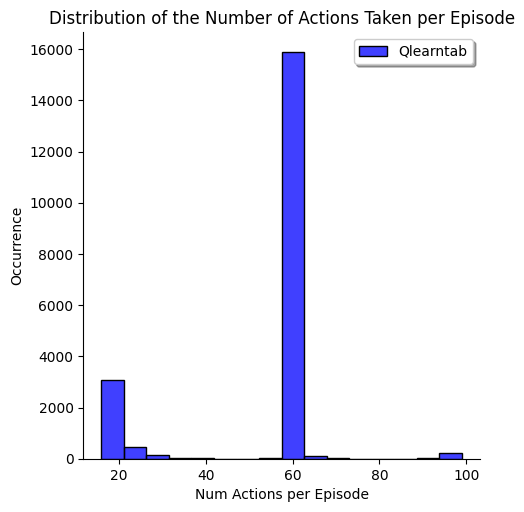 Distribution of the Number of Actions Taken per Episode
Qlearntab
16000
14000
12000
10000
8000
6000
4000
2000
0
Occurrence
20 40 60 80 100
Num Actions per Episode